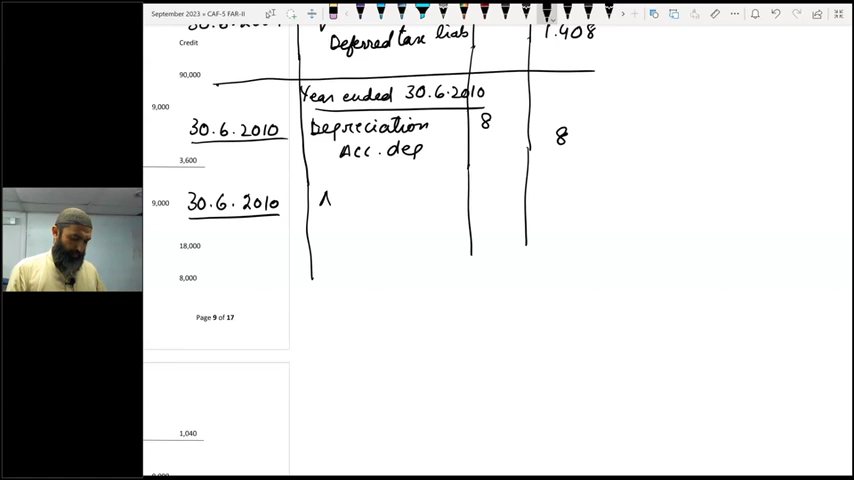 September 2023 » CAF-5 FAR-II
Credit
90,000
9,000
3,600
9,000
18,000
8,000
Page 9 of 17
1,040
Deferred tax liab 1.408
Year ended 30.6.2010
30.6.2010 Depreciation 8
Acc. dep 8
30.6.2010